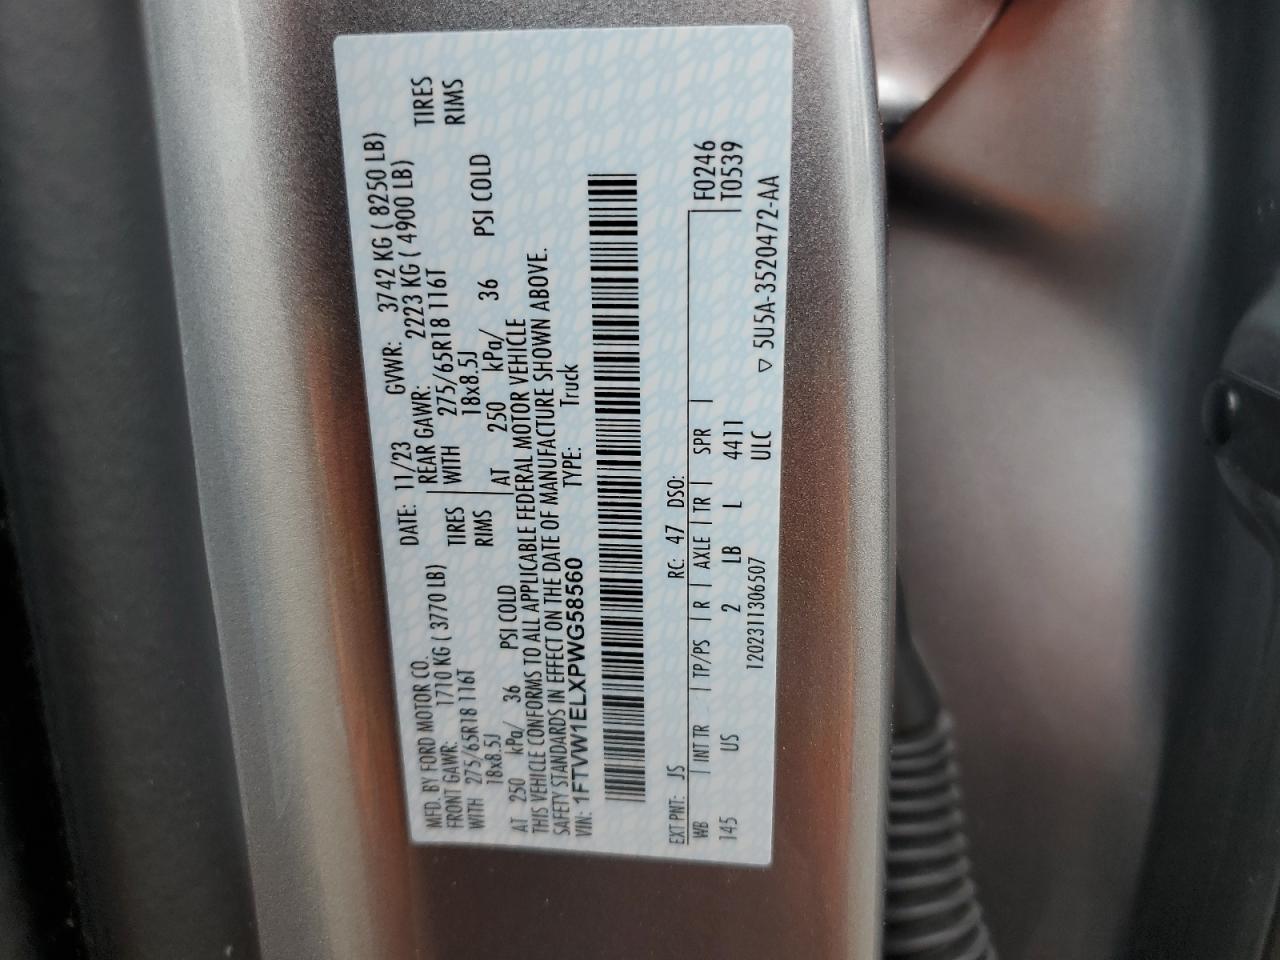 MFD. BY FORD MOTOR CO.
DATE: 11/23 GVWR: 3742 KG ( 8250 LB)
FRONT GAWR: 1710 KG ( 3770 LB)
REAR GAWR: 2223 KG ( 4900 LB)
WITH 275/65R18 116T TIRES
WITH 275/65R18 116T TIRES
18x8.5J RIMS
18x8.5J RIMS
AT 250 kPa/ 36 PSI COLD
AT 250 kPa/ 36 PSI COLD
THIS VEHICLE CONFORMS TO ALL APPLICABLE FEDERAL MOTOR VEHICLE
SAFETY STANDARDS IN EFFECT ON THE DATE OF MANUFACTURE SHOWN ABOVE.
VIN: 1FTVW1ELXPWG58560 TYPE: Truck
EXT PNT: JS RC: 47 DSO:
WB | INT TR | TP/PS | R | AXLE | TR | SPR | F0246
145 US 2 LB L 4411 T0539
1202311306507 ULC ▽ 5U5A-3520472-AA